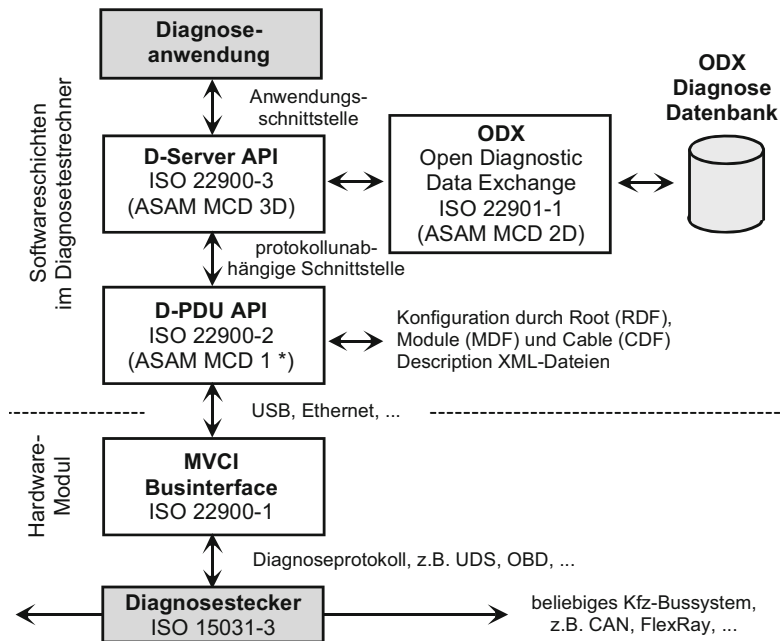 Diagnose-
anwendung
Anwendungs-
schnittstelle
ODX
Diagnose
Datenbank
Softwareschichten
im Diagnosetestrechner
D-Server API
ISO 22900-3
(ASAM MCD 3D)
ODX
Open Diagnostic
Data Exchange
ISO 22901-1
(ASAM MCD 2D)
protokollunab-
hängige Schnittstelle
D-PDU API
ISO 22900-2
(ASAM MCD 1 *)
Konfiguration durch Root (RDF),
Module (MDF) und Cable (CDF)
Description XML-Dateien
USB, Ethernet, ...
Hardware-
Modul
MVCI
Businterface
ISO 22900-1
Diagnoseprotokoll, z.B. UDS, OBD, ...
Diagnosestecker
ISO 15031-3
beliebiges Kfz-Bussystem,
z.B. CAN, FlexRay, ...